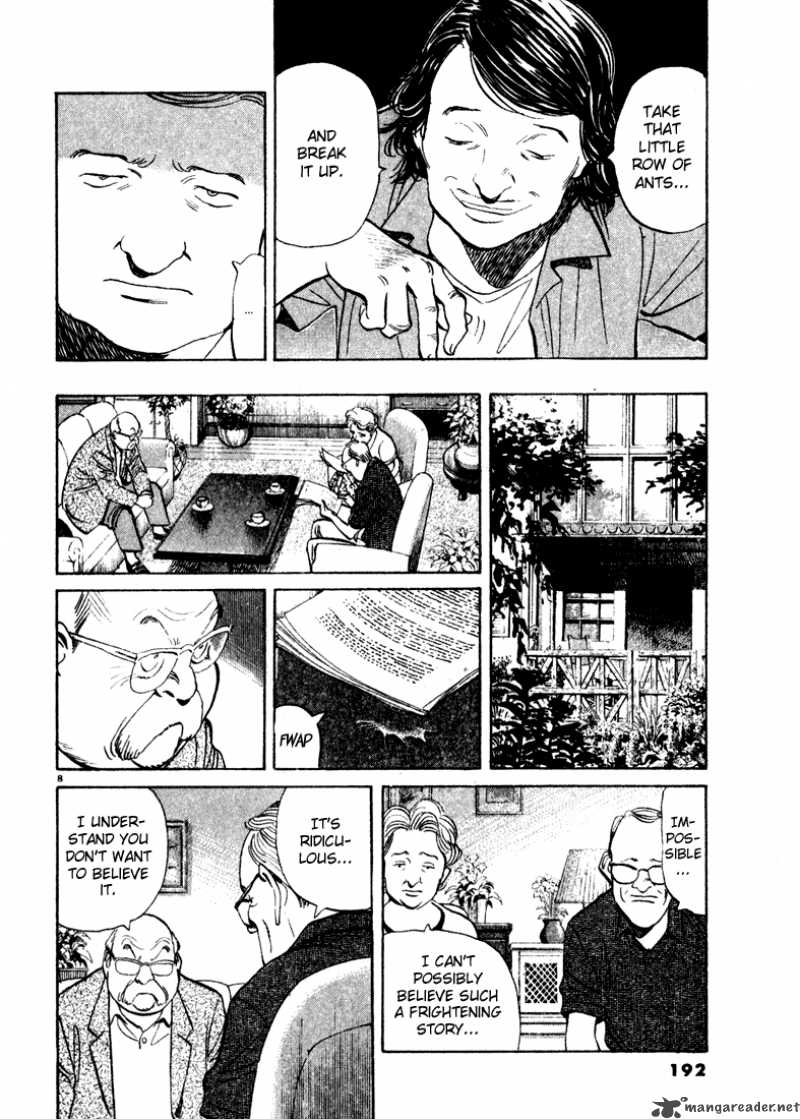 TAKE
THAT
LITTLE
ROW OF
ANTS...
AND
BREAK
IT UP.
...
FWAP
8
IM-
POS-
SIBLE
...
I CAN'T
POSSIBLY
BELIEVE SUCH
A FRIGHTENING
STORY...
IT'S
RIDICU-
LOUS...
I UNDER-
STAND YOU
DON'T WANT
TO BELIEVE
IT.
192
mangareader.net